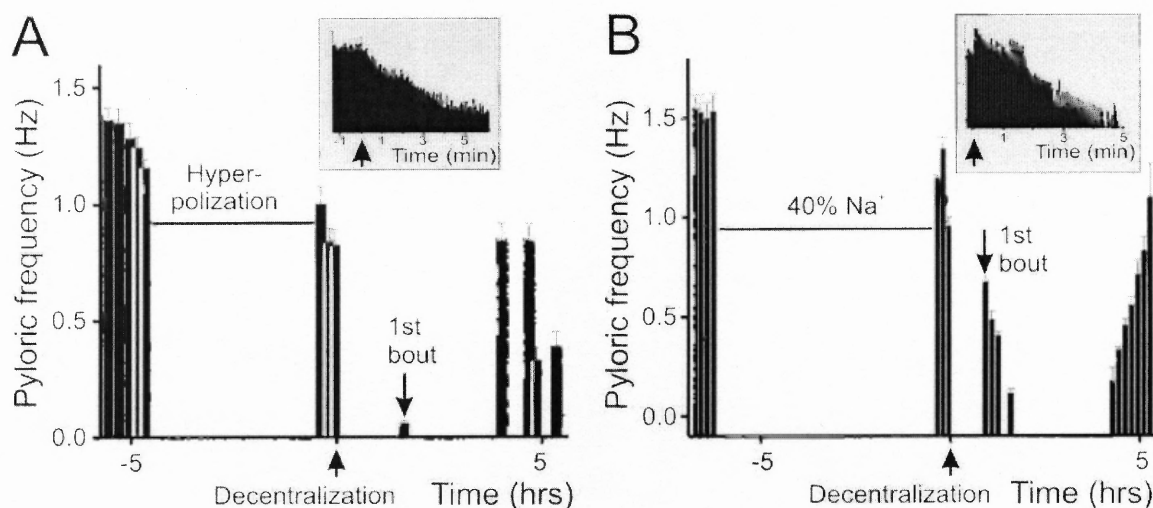 A
Pyloric frequency (Hz)
1.5
1.0
0.5
0.0
Hyper-
polization
1st
bout
-1 1 3 5
Time (min)
-5 5
Decentralization Time (hrs)
B
Pyloric frequency (Hz)
1.5
1.0
0.5
0.0
40% Na⁺
1st
bout
1 3 5
Time (min)
-5 5
Decentralization Time (hrs)